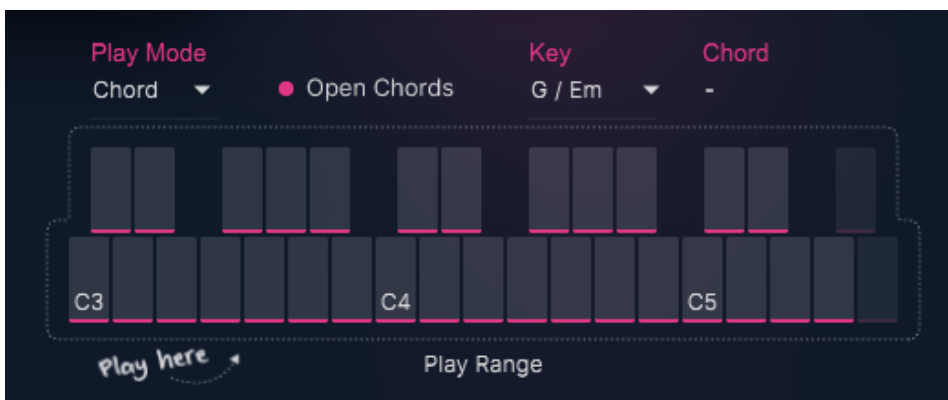 Play Mode Key Chord
Chord Open Chords G / Em -
C3 C4 C5
Play here Play Range